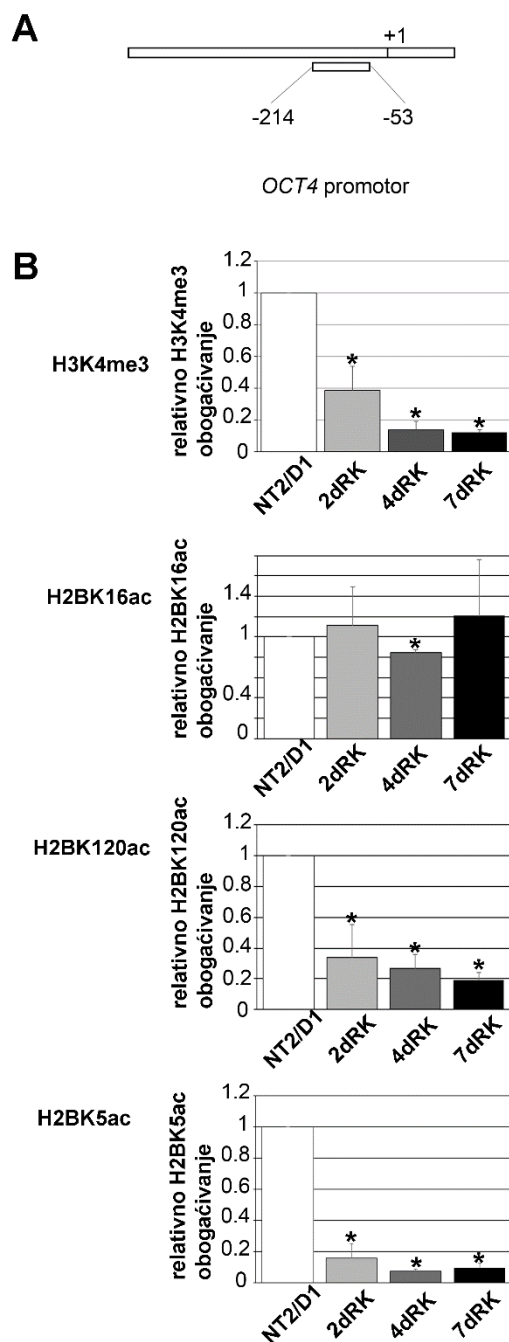 A
+1
-214
-53
OCT4 promotor
B
H3K4me3
relativno H3K4me3
obogaćivanje
1.2
1
0.8
0.6
0.4
0.2
0
*
*
*
NT2/D1
2dRK
4dRK
7dRK
H2BK16ac
relativno H2BK16ac
obogaćivanje
1.4
1
0.4
0
*
NT2/D1
2dRK
4dRK
7dRK
H2BK120ac
relativno H2BK120ac
obogaćivanje
1.2
1
0.8
0.6
0.4
0.2
0
*
*
*
NT2/D1
2dRK
4dRK
7dRK
H2BK5ac
relativno H2BK5ac
obogaćivanje
1.2
1
0.8
0.6
0.4
0.2
0
*
*
*
NT2/D1
2dRK
4dRK
7dRK